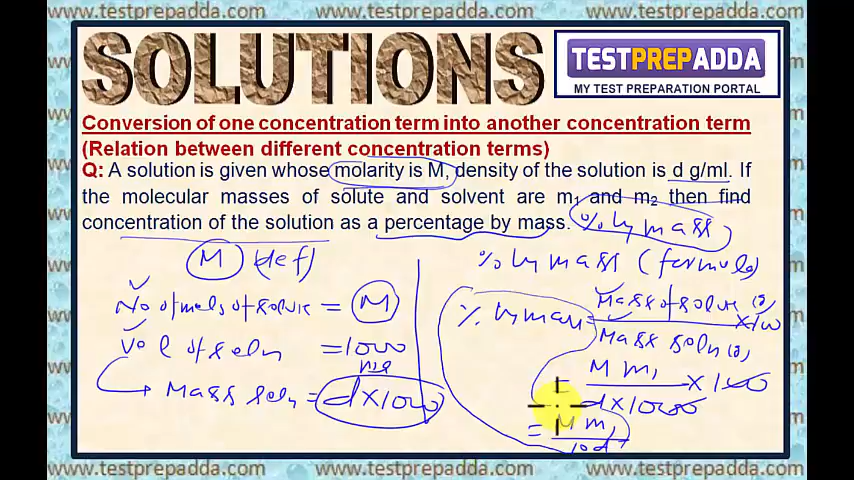 www.testprepadda.com www.testprepadda.com www.testprepadda.com
SOLUTIONS
TESTPREPADDA
MY TEST PREPARATION PORTAL
Conversion of one concentration term into another concentration term
(Relation between different concentration terms)
Q: A solution is given whose molarity is M, density of the solution is d g/ml. If
the molecular masses of solute and solvent are m₁ and m₂ then find
concentration of the solution as a percentage by mass. % by mass
M (def)
No of mols of solute = M
Vol of soln = 1000 ml
Mass soln = d×1000
% by mass (formula)
% by mass = Mass of solute (g) / Mass soln (g) ×100
= M m₁ / d×1000 × 100
= M m₁ / 10d
www.testprepadda.com www.testprepadda.com www.testprepadda.com